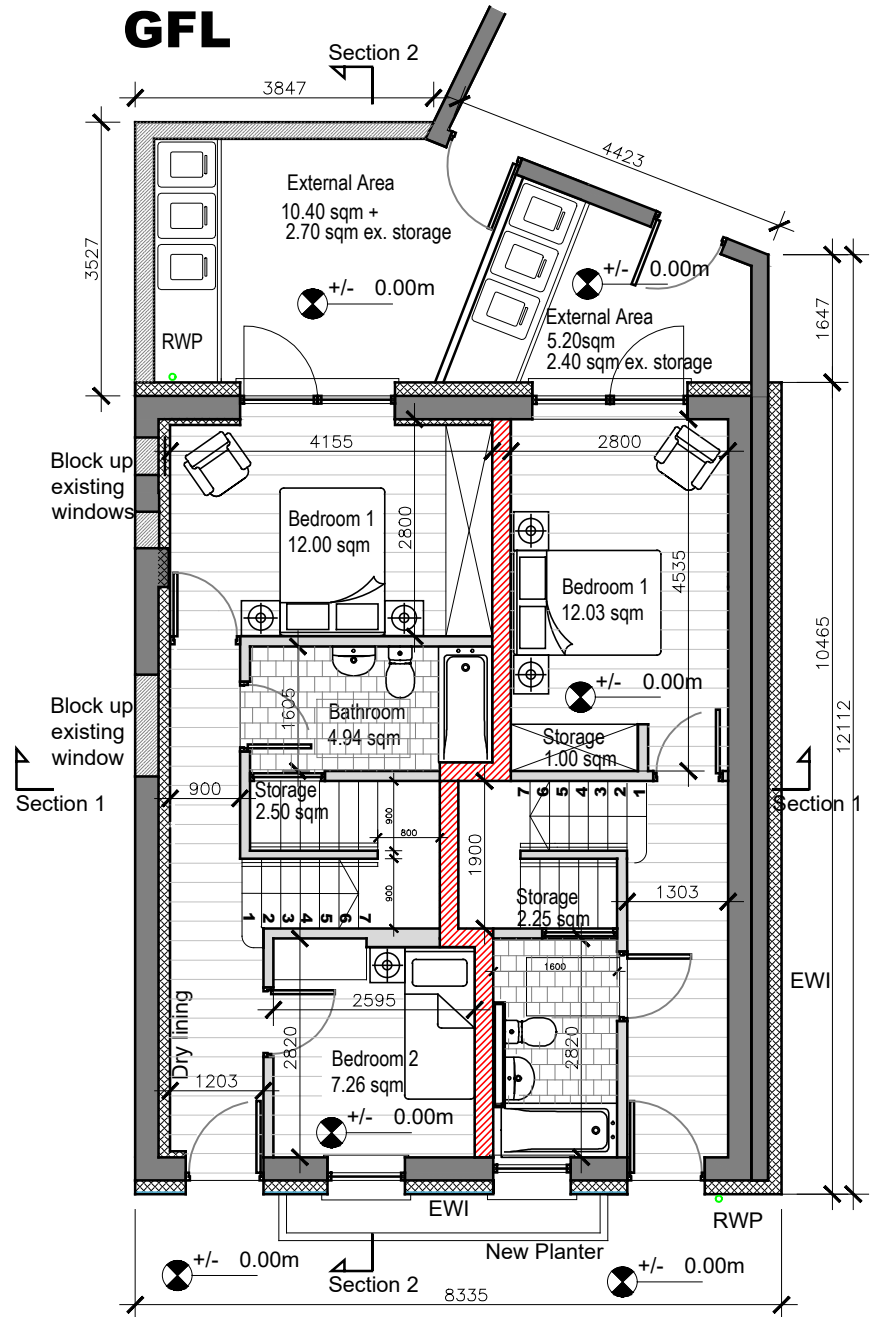 GFL
Section 2
3847
4423
3527
External Area
10.40 sqm +
2.70 sqm ex. storage
+/- 0.00m
+/- 0.00m
External Area
5.20sqm
2.40 sqm ex. storage
1647
RWP
4155
2800
Block up
existing
windows
Bedroom 1
12.00 sqm
2800
Bedroom 1
12.03 sqm
4535
10465
12112
+/- 0.00m
Block up
existing
window
1605
Bathroom
4.94 sqm
Storage
1.00 sqm
Section 1
900
Storage
2.50 sqm
900
800
900
7 6 5 4 3 2 1
Section 1
1900
1 2 3 4 5 6 7
Storage
2.25 sqm
1303
1600
EWI
Dry lining
2595
2820
Bedroom 2
7.26 sqm
2820
1203
+/- 0.00m
EWI
RWP
New Planter
+/- 0.00m
Section 2
+/- 0.00m
8335